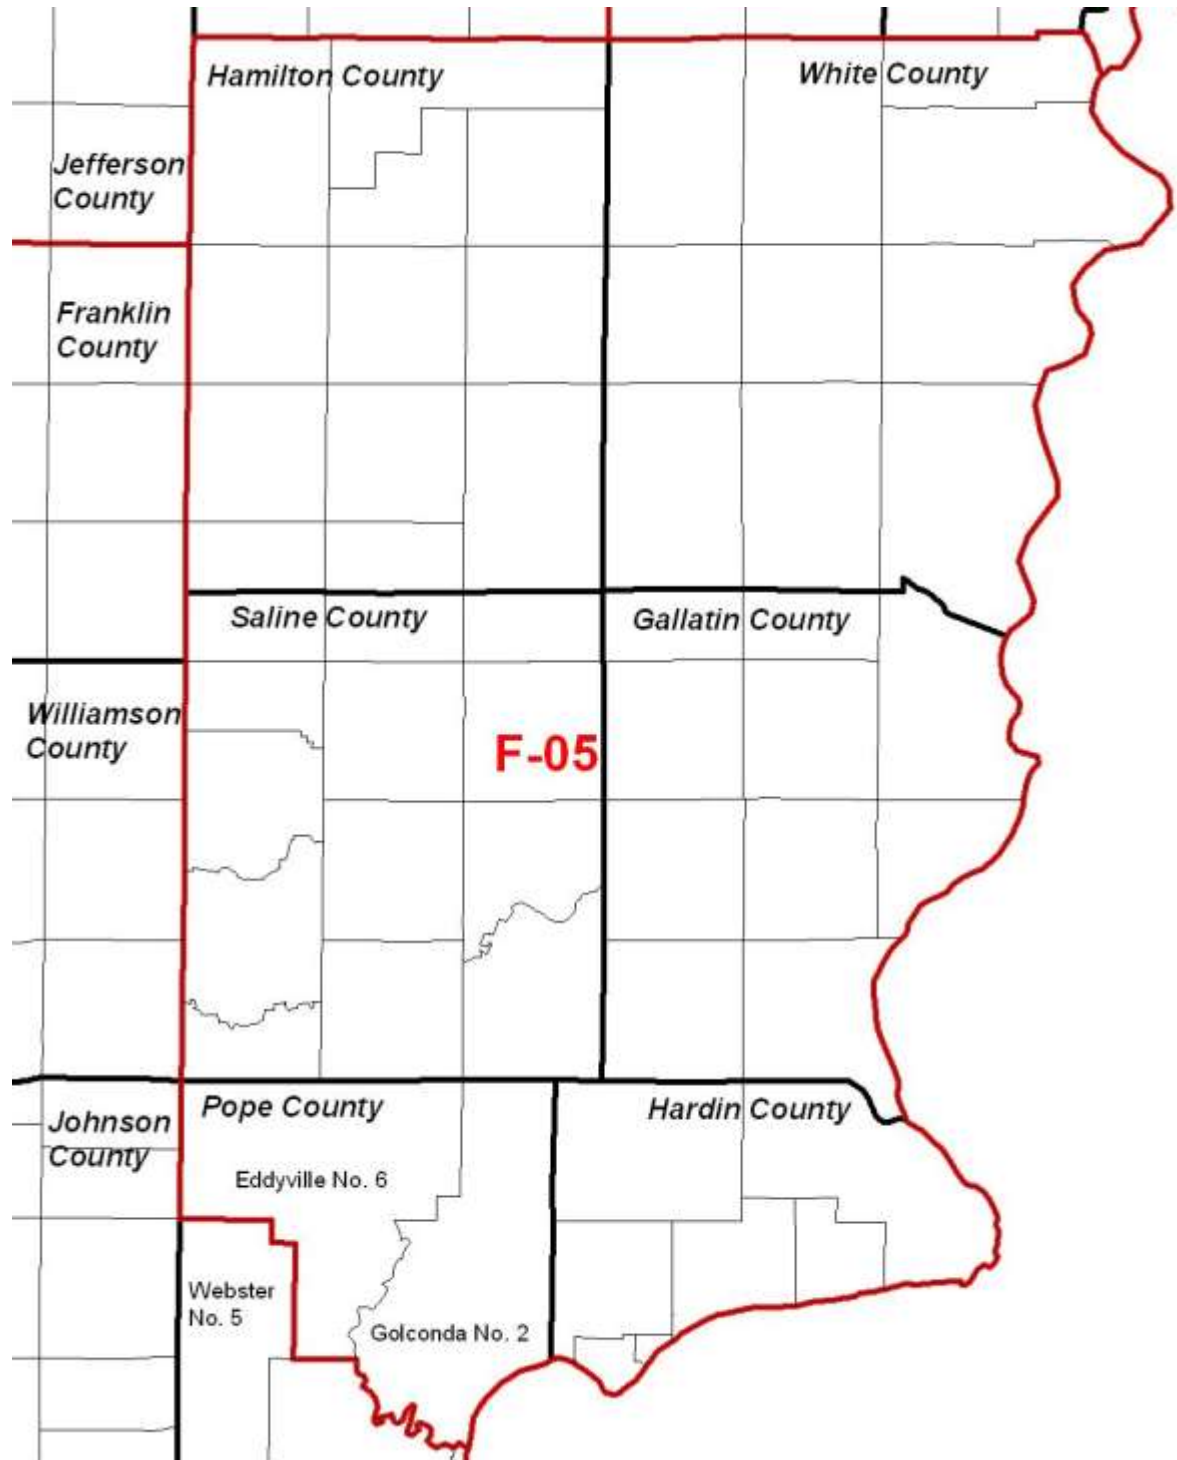 Hamilton County
White County
Jefferson
County
Franklin
County
Saline County
Gallatin County
Williamson
County
F-05
Pope County
Hardin County
Johnson
County
Eddyville No. 6
Webster
No. 5
Golconda No. 2